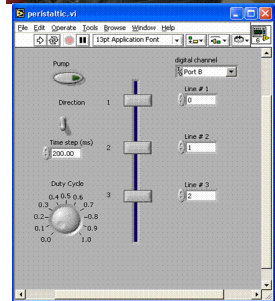 peristaltic.vi
File Edit Operate Tools Browse Window Help
13pt Application Font
6
Pump
digital channel
Port B
Line # 1
0
Direction
1
Time step (ms)
200.00
2
Line # 2
1
Duty Cycle
0.4 0.5 0.6
0.3 0.7
0.2 0.8
0.1 0.9
0.0 1.0
3
Line # 3
2